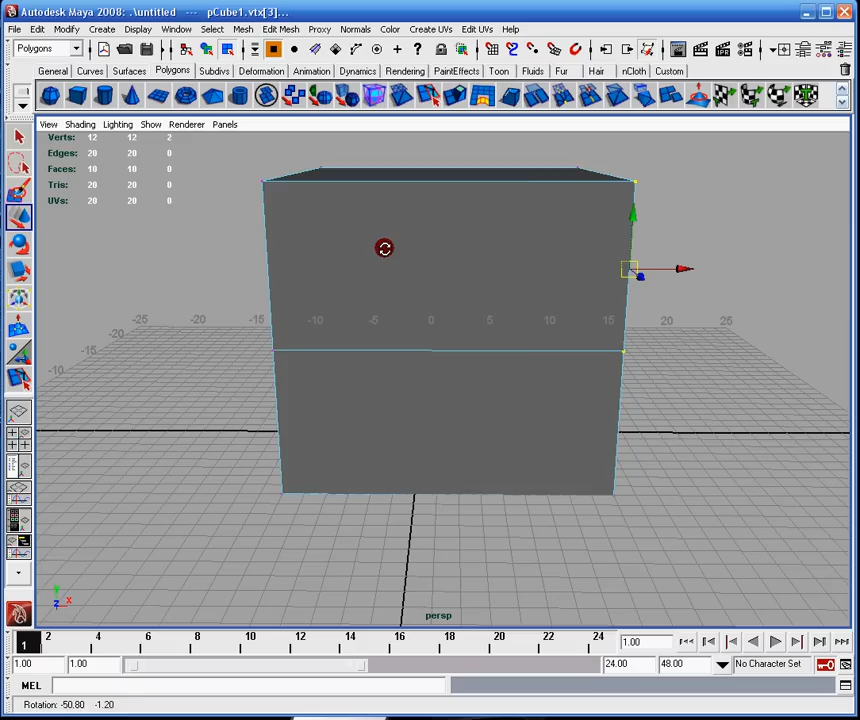 Autodesk Maya 2008: .\untitled --- pCube1.vtx[3]...
File Edit Modify Create Display Window Select Mesh Edit Mesh Proxy Normals Color Create UVs Edit UVs Help
Polygons
General Curves Surfaces Polygons Subdivs Deformation Animation Dynamics Rendering PaintEffects Toon Fluids Fur Hair nCloth Custom
View Shading Lighting Show Renderer Panels
Verts: 12 12 2
Edges: 20 20 0
Faces: 10 10 0
Tris: 20 20 0
UVs: 20 20 0
-25 -20 -15 -10 -5 0 5 10 15 20 25
-20
-15
-10
y
z x
persp
1 2 4 6 8 10 12 14 16 18 20 22 24 1.00
1.00 1.00 24.00 48.00 No Character Set
MEL
Rotation: -50.80 -1.20